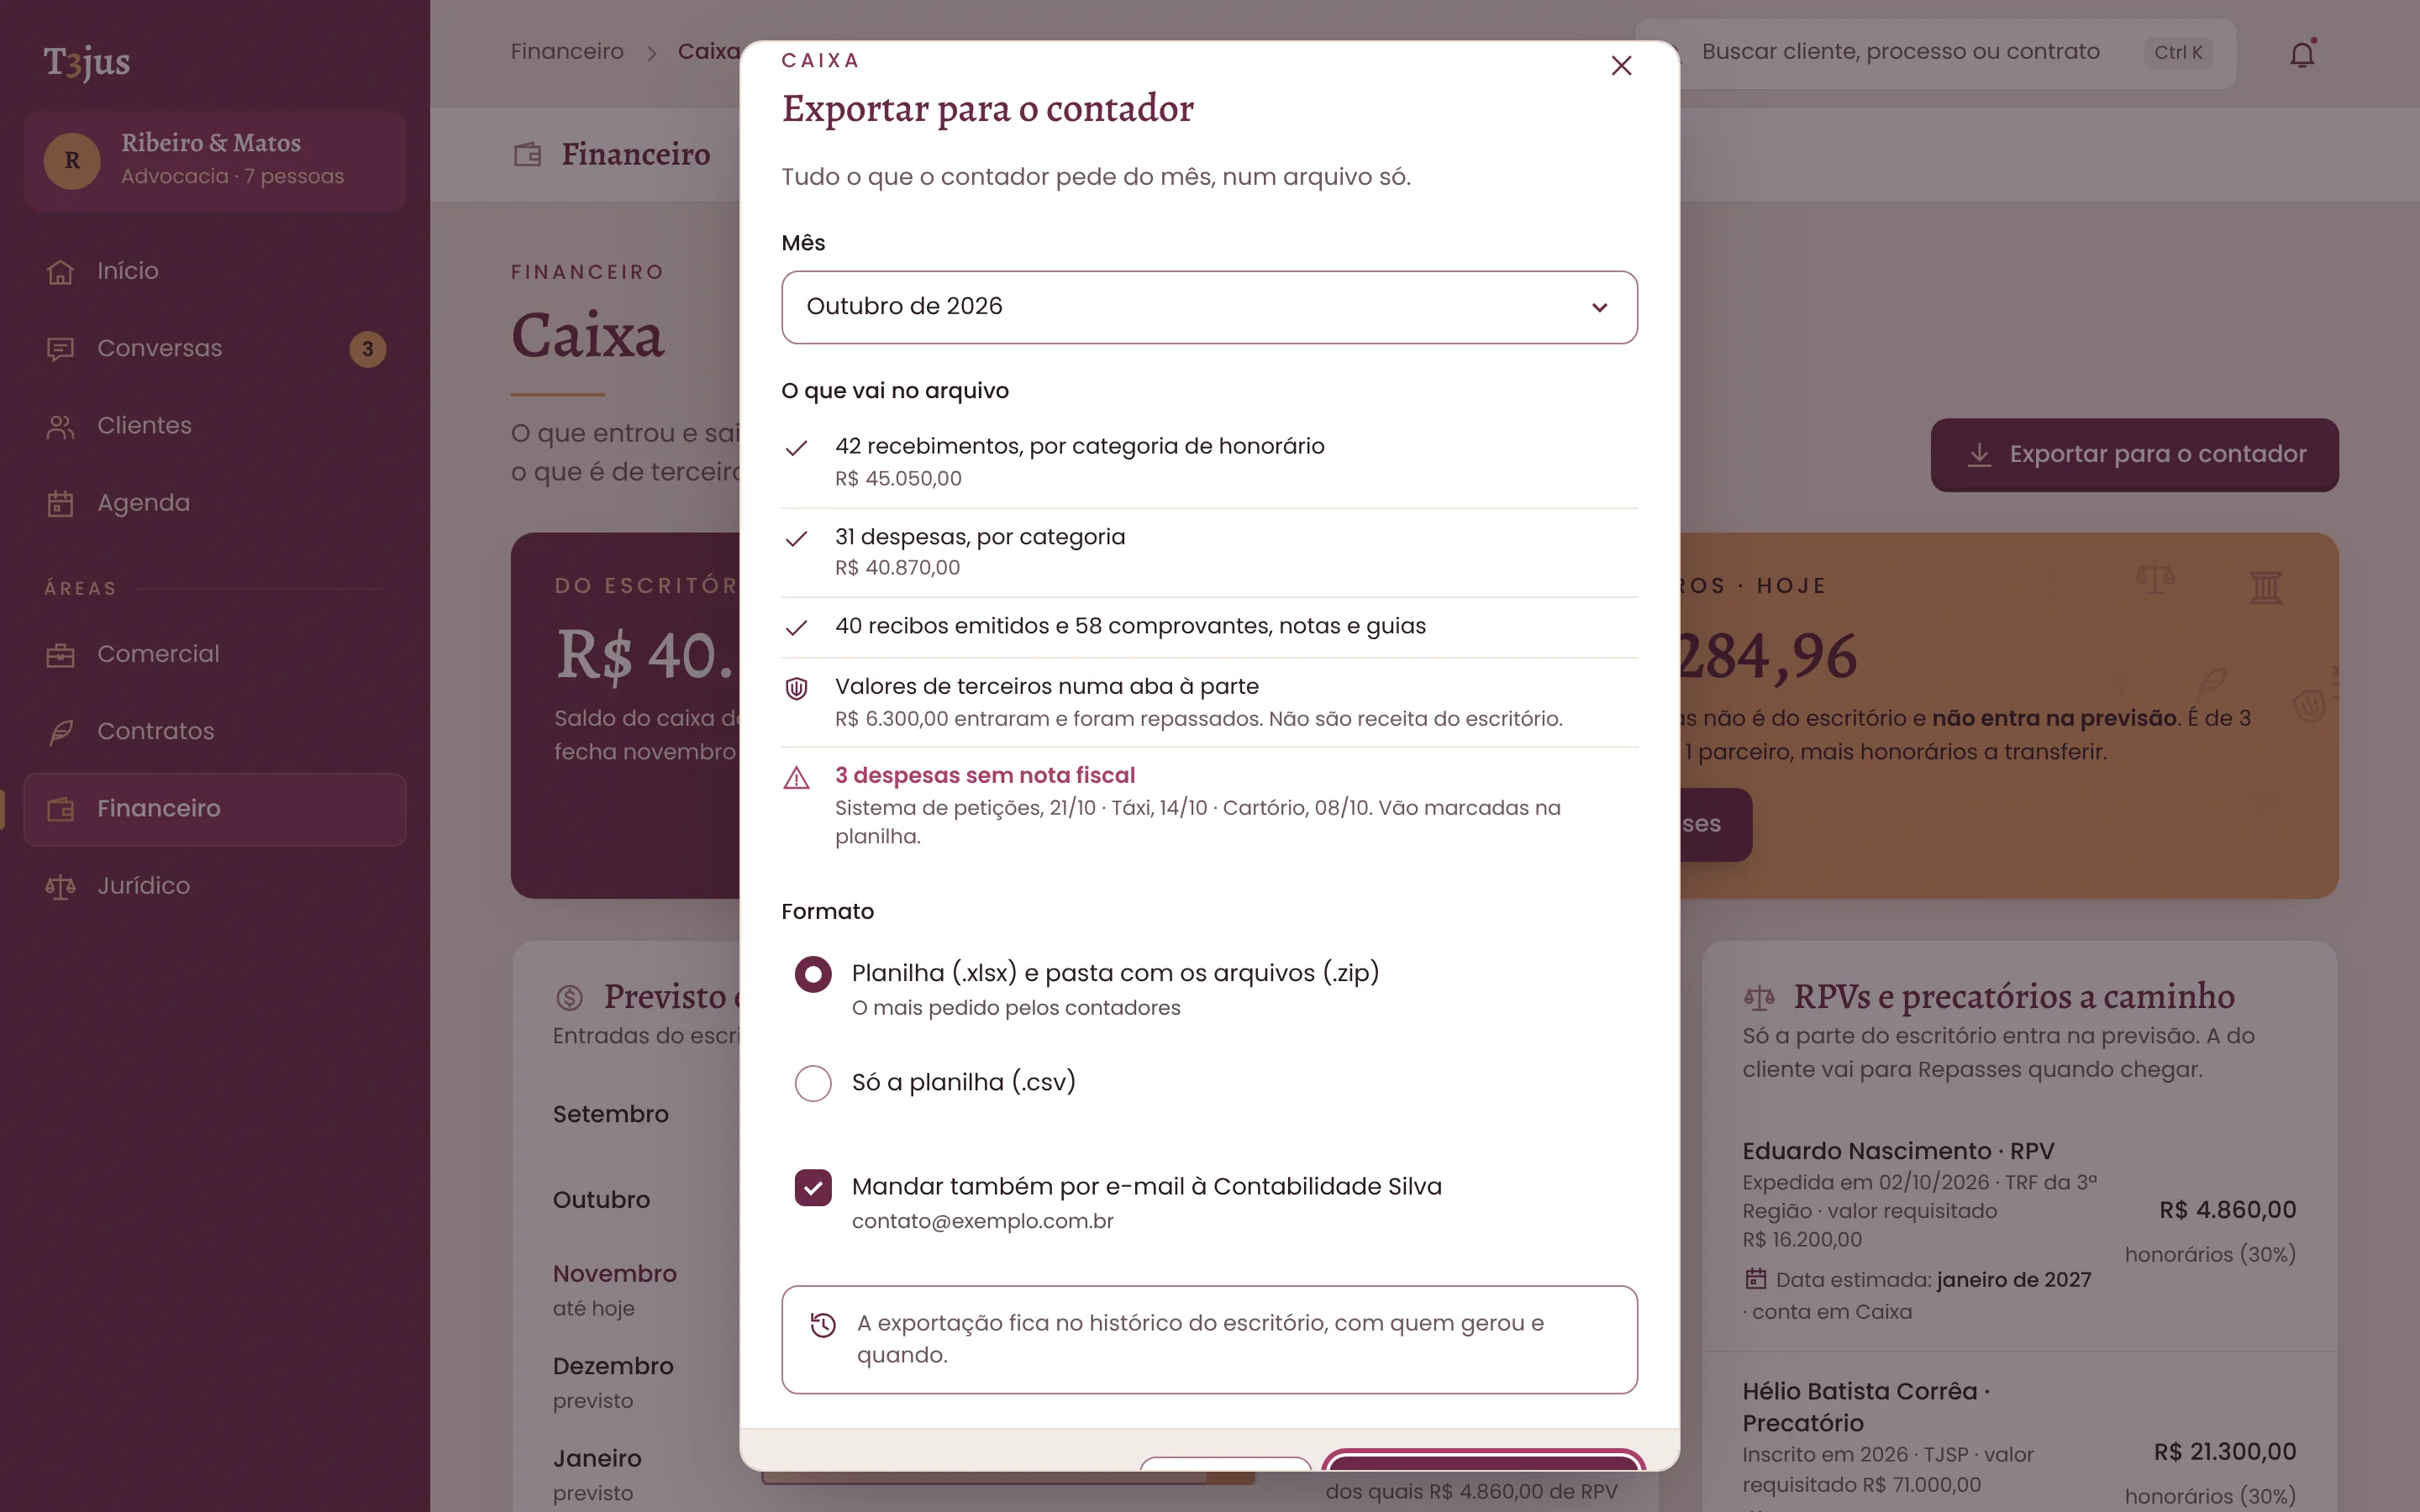 T3jus
R
Ribeiro & Matos
Advocacia · 7 pessoas
Início
Conversas
3
Clientes
Agenda
ÁREAS
Comercial
Contratos
Financeiro
Jurídico
Financeiro
Caixa
Buscar cliente, processo ou contrato
Ctrl K
Financeiro
FINANCEIRO
Caixa
O que entrou e sai
o que é de terceiro
Exportar para o contador
DO ESCRITÓR
R$ 40.
Saldo do caixa d
fecha novembro
ROS · HOJE
284,96
as não é do escritório e não entra na previsão. É de 3
1 parceiro, mais honorários a transferir.
ses
Previsto e
Entradas do escri
Setembro
Outubro
Novembro
até hoje
Dezembro
previsto
Janeiro
previsto
dos quais R$ 4.860,00 de RPV
RPVs e precatórios a caminho
Só a parte do escritório entra na previsão. A do
cliente vai para Repasses quando chegar.
Eduardo Nascimento · RPV
Expedida em 02/10/2026 · TRF da 3ª
Região · valor requisitado
R$ 16.200,00
Data estimada: janeiro de 2027
· conta em Caixa
R$ 4.860,00
honorários (30%)
Hélio Batista Corrêa ·
Precatório
Inscrito em 2026 · TJSP · valor
requisitado R$ 71.000,00
R$ 21.300,00
honorários (30%)
CAIXA
Exportar para o contador
Tudo o que o contador pede do mês, num arquivo só.
Mês
Outubro de 2026
O que vai no arquivo
42 recebimentos, por categoria de honorário
R$ 45.050,00
31 despesas, por categoria
R$ 40.870,00
40 recibos emitidos e 58 comprovantes, notas e guias
Valores de terceiros numa aba à parte
R$ 6.300,00 entraram e foram repassados. Não são receita do escritório.
3 despesas sem nota fiscal
Sistema de petições, 21/10 · Táxi, 14/10 · Cartório, 08/10. Vão marcadas na
planilha.
Formato
Planilha (.xlsx) e pasta com os arquivos (.zip)
O mais pedido pelos contadores
Só a planilha (.csv)
Mandar também por e-mail à Contabilidade Silva
contato@exemplo.com.br
A exportação fica no histórico do escritório, com quem gerou e
quando.